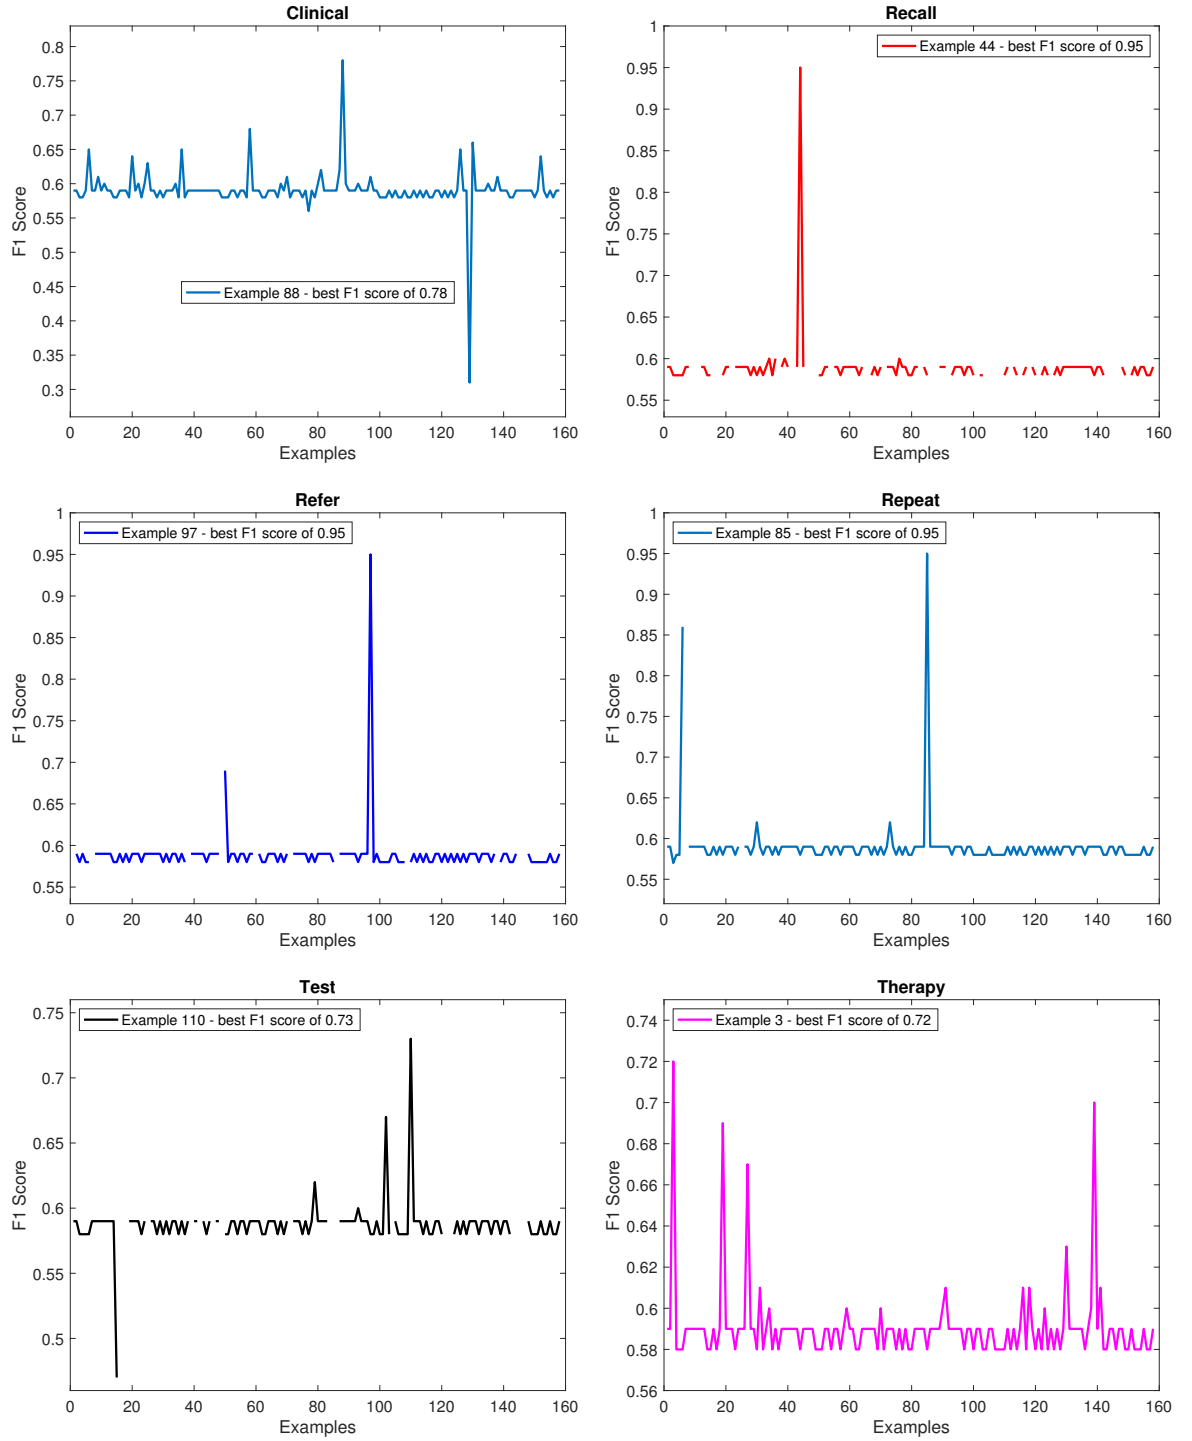 Clinical
0.8
0.75
0.7
0.65
0.6
0.55
0.5
0.45
0.4
0.35
0.3
F1 Score
Example 88 - best F1 score of 0.78
0 20 40 60 80 100 120 140 160
Examples
Recall
1
0.95
0.9
0.85
0.8
0.75
0.7
0.65
0.6
0.55
F1 Score
Example 44 - best F1 score of 0.95
0 20 40 60 80 100 120 140 160
Examples
Refer
1
0.95
0.9
0.85
0.8
0.75
0.7
0.65
0.6
0.55
F1 Score
Example 97 - best F1 score of 0.95
0 20 40 60 80 100 120 140 160
Examples
Repeat
1
0.95
0.9
0.85
0.8
0.75
0.7
0.65
0.6
0.55
F1 Score
Example 85 - best F1 score of 0.95
0 20 40 60 80 100 120 140 160
Examples
Test
0.75
0.7
0.65
0.6
0.55
0.5
F1 Score
Example 110 - best F1 score of 0.73
0 20 40 60 80 100 120 140 160
Examples
Therapy
0.74
0.72
0.7
0.68
0.66
0.64
0.62
0.6
0.58
0.56
F1 Score
Example 3 - best F1 score of 0.72
0 20 40 60 80 100 120 140 160
Examples